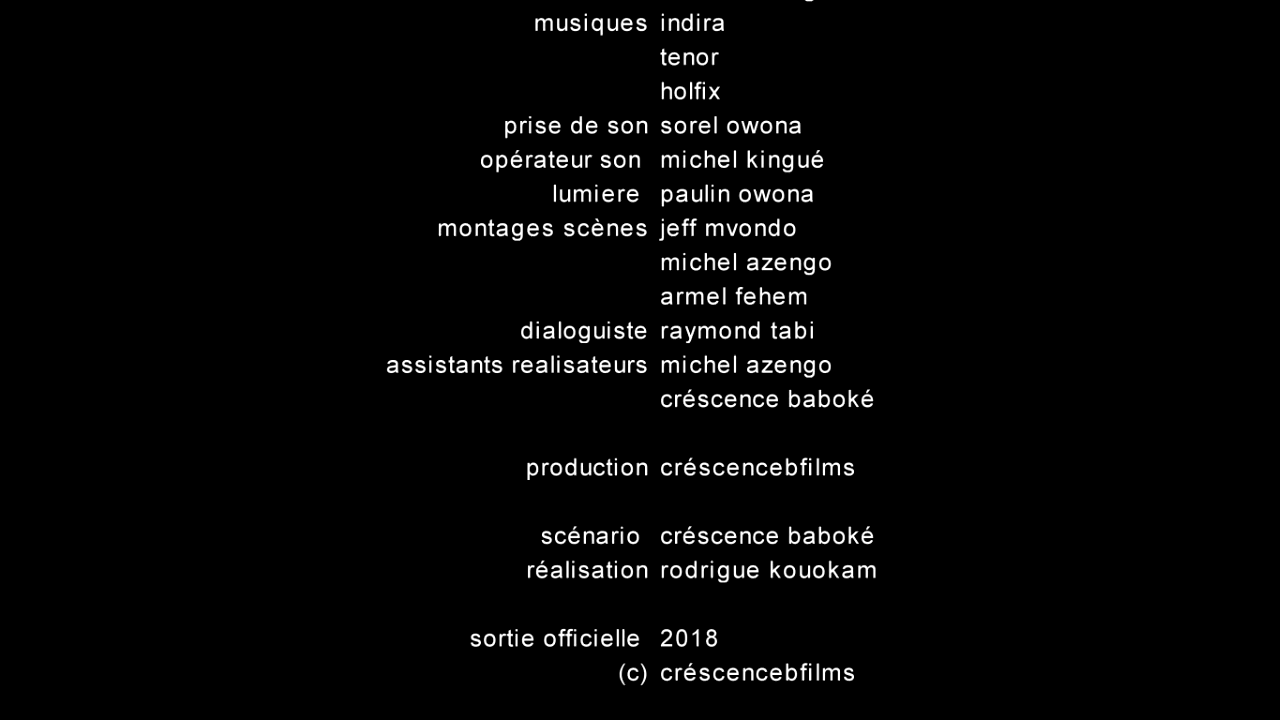 musiques indira
tenor
holfix
prise de son sorel owona
opérateur son michel kingué
lumiere paulin owona
montages scènes jeff mvondo
michel azengo
armel fehem
dialoguiste raymond tabi
assistants realisateurs michel azengo
créscence baboké
production créscencebfilms
scénario créscence baboké
réalisation rodrigue kouokam
sortie officielle 2018
(c) créscencebfilms